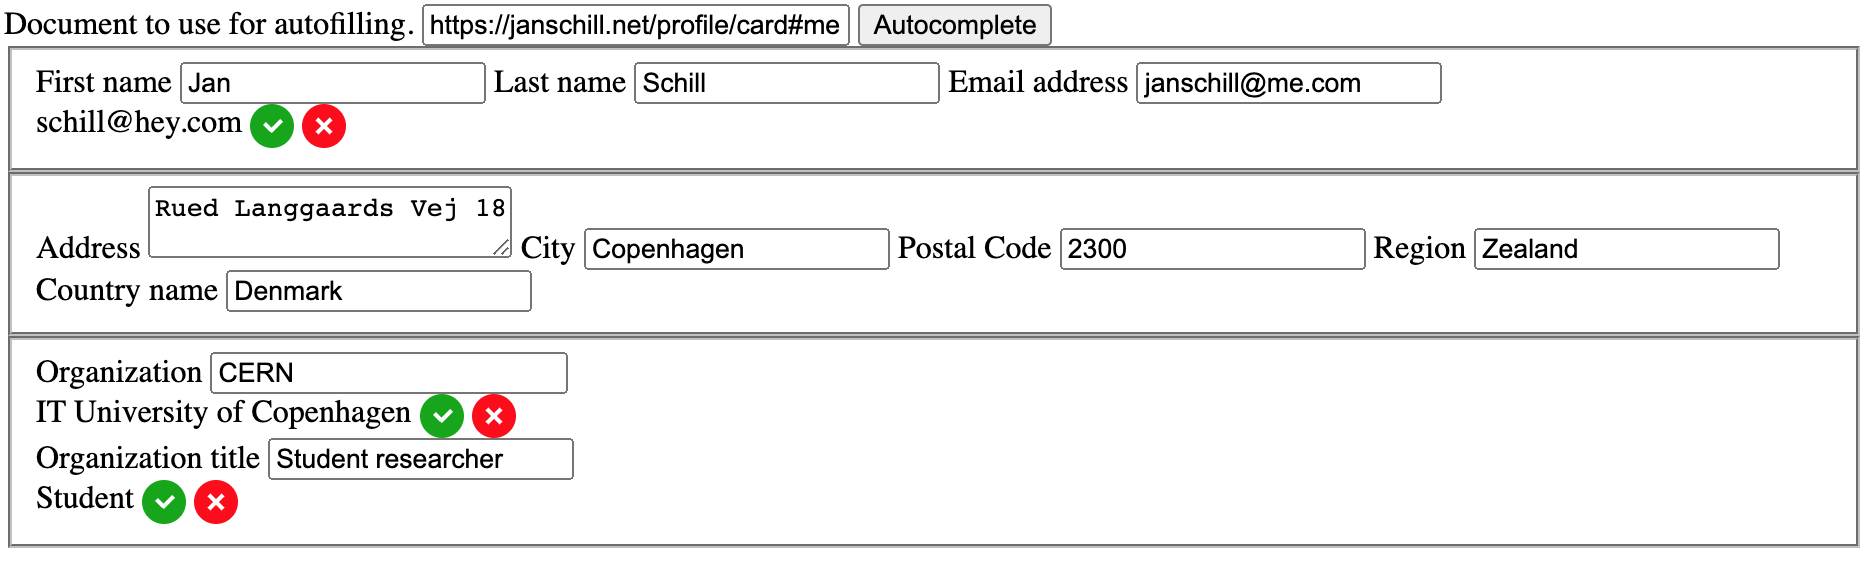 Document to use for autofilling. https://janschill.net/profile/card#me Autocomplete
First name Jan Last name Schill Email address janschill@me.com
schill@hey.com
Address Rued Langgaards Vej 18 City Copenhagen Postal Code 2300 Region Zealand
Country name Denmark
Organization CERN
IT University of Copenhagen
Organization title Student researcher
Student